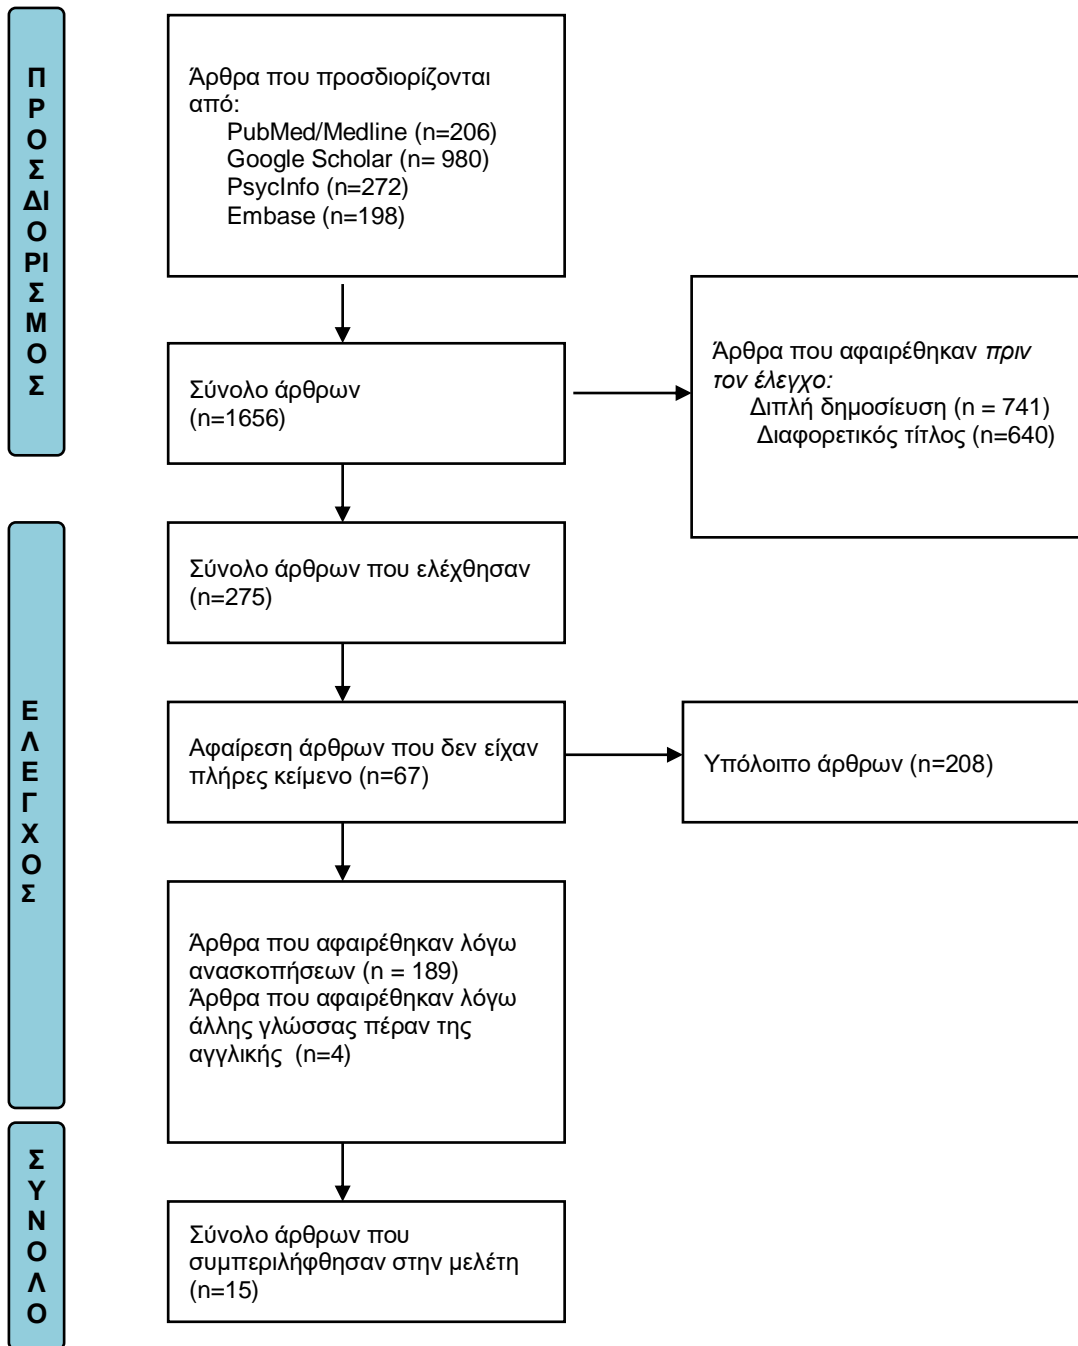 ΠΡΟΣΔΙΟΡΙΣΜΟΣ
Άρθρα που προσδιορίζονται
από:
PubMed/Medline (n=206)
Google Scholar (n= 980)
PsycInfo (n=272)
Embase (n=198)
Σύνολο άρθρων
(n=1656)
Άρθρα που αφαιρέθηκαν πριν
τον έλεγχο:
Διπλή δημοσίευση (n = 741)
Διαφορετικός τίτλος (n=640)
ΕΛΕΓΧΟΣ
Σύνολο άρθρων που ελέχθησαν
(n=275)
Αφαίρεση άρθρων που δεν είχαν
πλήρες κείμενο (n=67)
Υπόλοιπο άρθρων (n=208)
Άρθρα που αφαιρέθηκαν λόγω
ανασκοπήσεων (n = 189)
Άρθρα που αφαιρέθηκαν λόγω
άλλης γλώσσας πέραν της
αγγλικής (n=4)
ΣΥΝΟΛΟ
Σύνολο άρθρων που
συμπεριλήφθησαν στην μελέτη
(n=15)